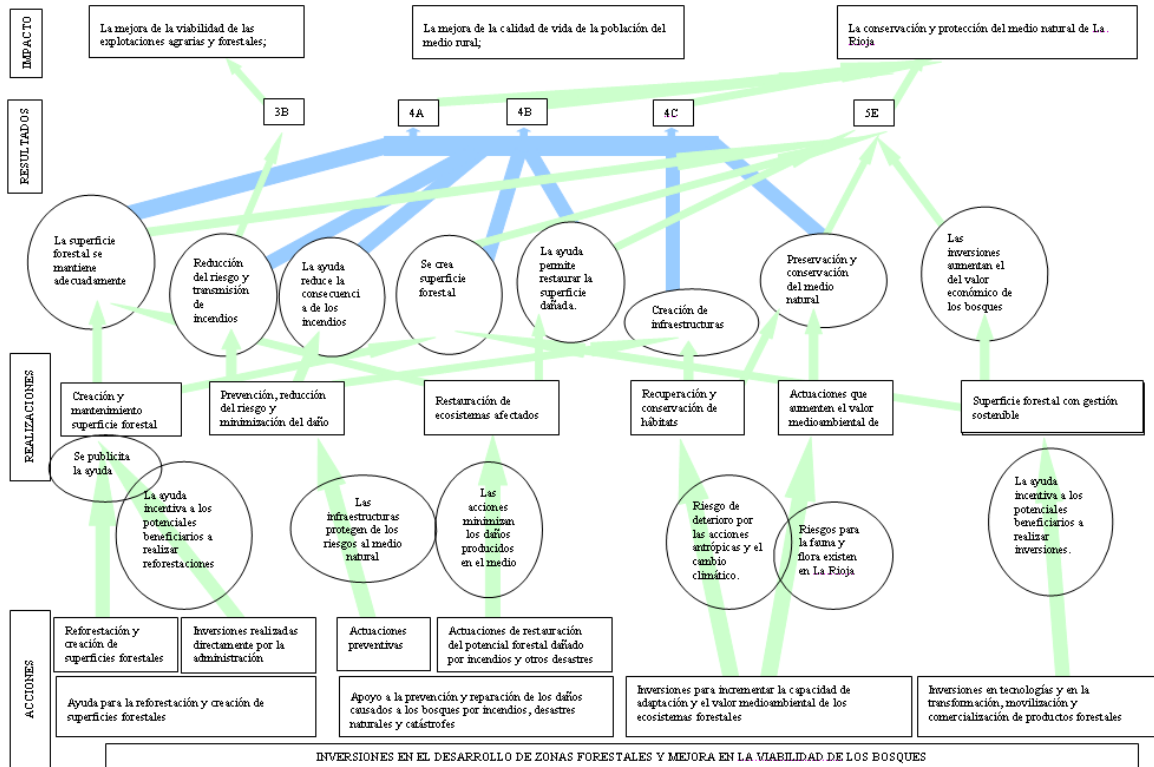 IMPACTO
La mejora de la viabilidad de las
explotaciones agrarias y forestales;
La mejora de la calidad de vida de la población del
medio rural;
La conservación y protección del medio natural de La
Rioja
RESULTADOS
3B
4A
4B
4C
5E
La superficie
forestal se
mantiene
adecuadamente
Reducción
del riesgo y
transmisión
de
incendios
La ayuda
reduce la
consecuenci
a de los
incendios
Se crea
superficie
forestal
La ayuda
permite
restaurar la
superficie
dañada.
Creación de
infraestructuras
Preservación y
conservación
del medio
natural
Las
inversiones
aumentan el
del valor
económico de
los bosques
REALIZACIONES
Creación y
mantenimiento
superficie forestal
Prevención, reducción
del riesgo y
minimización del daño
Restauración de
ecosistemas afectados
Recuperación y
conservación de
hábitats
Actuaciones que
aumenten el valor
medioambiental de
Superficie forestal con gestión
sostenible
Se publicita
la ayuda
La ayuda
incentiva a los
potenciales
beneficiarios a
realizar
reforestaciones
Las
infraestructuras
protegen de los
riesgos al medio
natural
Las
acciones
minimizan
los daños
producidos
en el medio
Riesgo de
deterioro por
las acciones
antrópicas y el
cambio
climático.
Riesgos para
la fauna y
flora existen
en La Rioja
La ayuda
incentiva a los
potenciales
beneficiarios a
realizar
inversiones.
ACCIONES
Reforestación y
creación de
superficies forestales
Inversiones realizadas
directamente por la
administración
Actuaciones
preventivas
Actuaciones de restauración
del potencial forestal dañado
por incendios y otros desastres
Ayuda para la reforestación y creación de
superficies forestales
Apoyo a la prevención y reparación de los daños
causados a los bosques por incendios, desastres
naturales y catástrofes
Inversiones para incrementar la capacidad de
adaptación y el valor medioambiental de los
ecosistemas forestales
Inversiones en tecnologías y en la
transformación, movilización y
comercialización de productos forestales
INVERSIONES EN EL DESARROLLO DE ZONAS FORESTALES Y MEJORA EN LA VIABILIDAD DE LOS BOSQUES